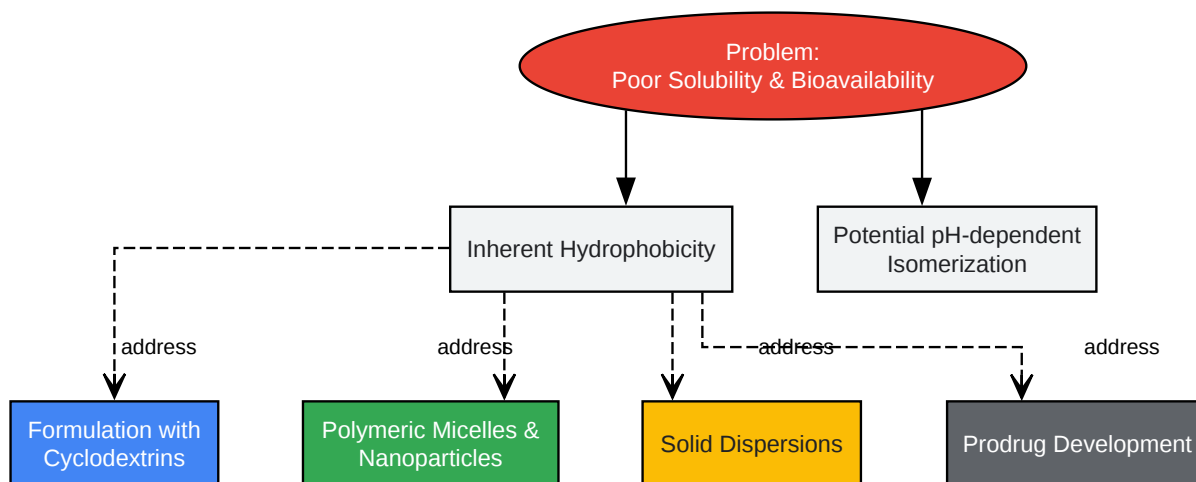 Problem:
Poor Solubility & Bioavailability
Inherent Hydrophobicity
Potential pH-dependent
Isomerization
address
address
address
address
Formulation with
Cyclodextrins
Polymeric Micelles &
Nanoparticles
Solid Dispersions
Prodrug Development